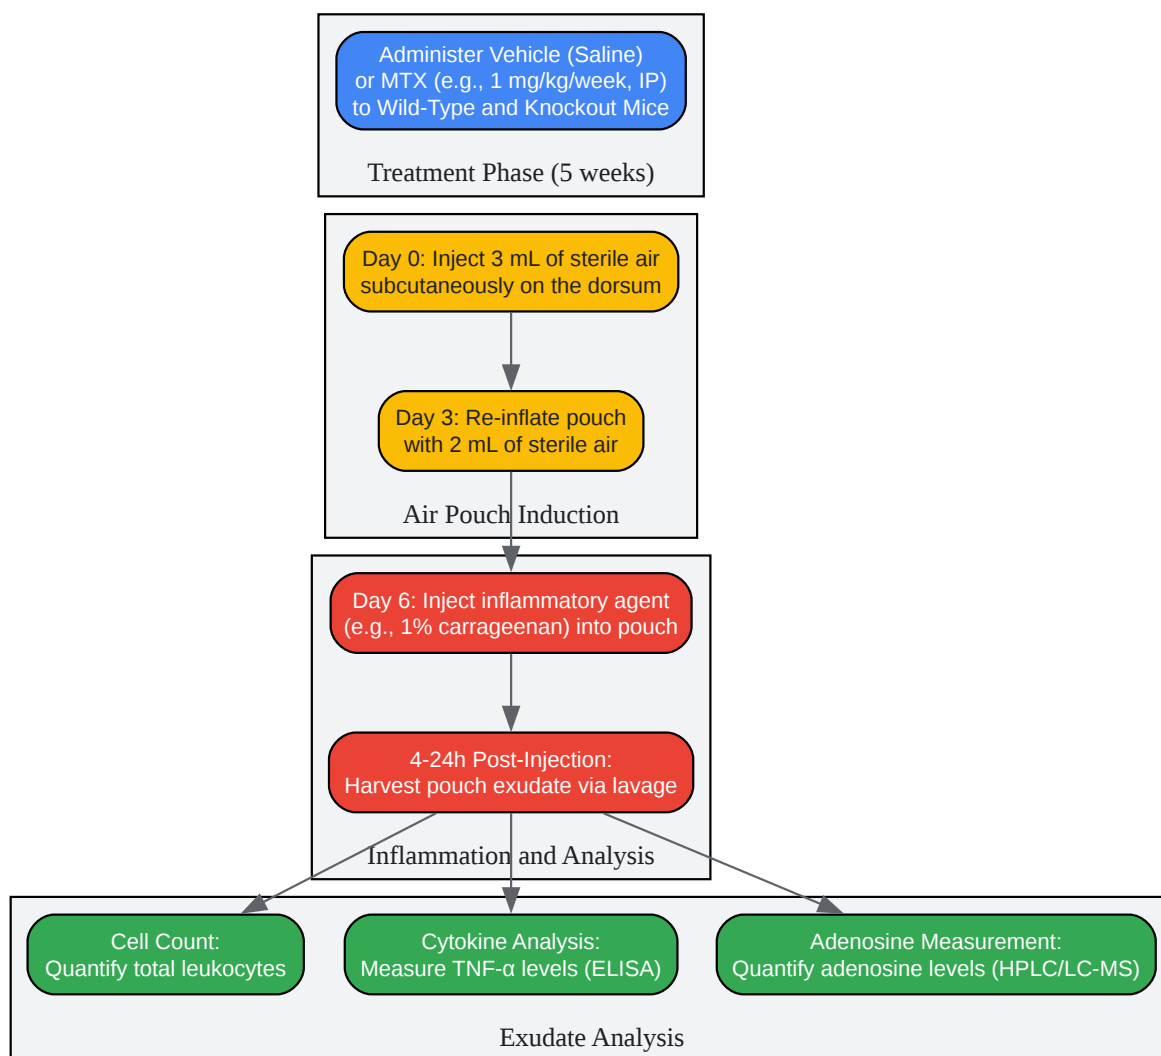 Administer Vehicle (Saline)
or MTX (e.g., 1 mg/kg/week, IP)
to Wild-Type and Knockout Mice
Treatment Phase (5 weeks)
Day 0: Inject 3 mL of sterile air
subcutaneously on the dorsum
Day 3: Re-inflate pouch
with 2 mL of sterile air
Air Pouch Induction
Day 6: Inject inflammatory agent
(e.g., 1% carrageenan) into pouch
4-24h Post-Injection:
Harvest pouch exudate via lavage
Inflammation and Analysis
Cell Count:
Quantify total leukocytes
Cytokine Analysis:
Measure TNF-α levels (ELISA)
Adenosine Measurement:
Quantify adenosine levels (HPLC/LC-MS)
Exudate Analysis